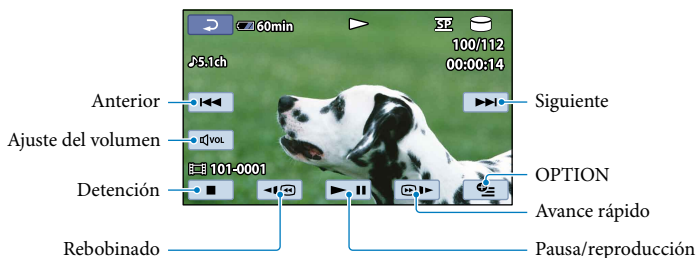 60min
SP
100/112
♪5.1ch
00:00:14
Anterior
Siguiente
Ajuste del volumen
VOL
101-0001
Detención
OPTION
Avance rápido
Rebobinado
Pausa/reproducción